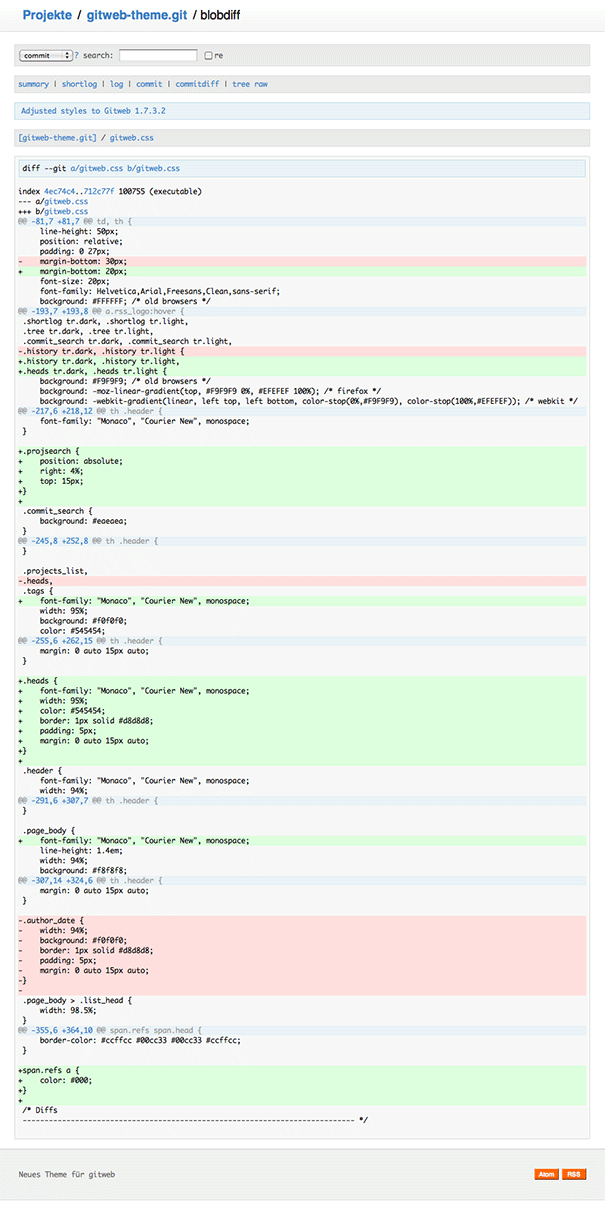 Projekte / gitweb-theme.git / blobdiff
commit ? search: re
summary | shortlog | log | commit | commitdiff | tree raw
Adjusted styles to Gitweb 1.7.3.2
[gitweb-theme.git] / gitweb.css
diff --git a/gitweb.css b/gitweb.css
index 4ec74c4..712c77f 100755 (executable)
--- a/gitweb.css
+++ b/gitweb.css
@@ -81,7 +81,7 @@ td, th {
    line-height: 50px;
    position: relative;
    padding: 0 27px;
-    margin-bottom: 30px;
+    margin-bottom: 20px;
    font-size: 20px;
    font-family: Helvetica,Arial,Freesans,Clean,sans-serif;
    background: #FFFFFF; /* old browsers */
@@ -193,7 +193,8 @@ a.rss_logo:hover {
 .shortlog tr.dark, .shortlog tr.light,
 .tree tr.dark, .tree tr.light,
 .commit_search tr.dark, .commit_search tr.light,
-.history tr.dark, .history tr.light {
+.history tr.dark, .history tr.light,
+.heads tr.dark, .heads tr.light {
    background: #F9F9F9; /* old browsers */
    background: -moz-linear-gradient(top, #F9F9F9 0%, #EFEFEF 100%); /* firefox */
    background: -webkit-gradient(linear, left top, left bottom, color-stop(0%,#F9F9F9), color-stop(100%,#EFEFEF)); /* webkit */
@@ -217,6 +218,12 @@ th .header {
    font-family: "Monaco", "Courier New", monospace;
 }
+.projsearch {
+    position: absolute;
+    right: 4%;
+    top: 15px;
+}
+
 .commit_search {
    background: #eaeaea;
 }
@@ -245,8 +252,8 @@ th .header {
 }
 .projects_list,
-.heads,
 .tags {
+    font-family: "Monaco", "Courier New", monospace;
    width: 95%;
    background: #f0f0f0;
    color: #545454;
@@ -255,6 +262,15 @@ th .header {
    margin: 0 auto 15px auto;
 }
+.heads {
+    font-family: "Monaco", "Courier New", monospace;
+    width: 95%;
+    color: #545454;
+    border: 1px solid #d8d8d8;
+    padding: 5px;
+    margin: 0 auto 15px auto;
+}
+
 .header {
    font-family: "Monaco", "Courier New", monospace;
    width: 94%;
@@ -291,6 +307,7 @@ th .header {
 }
 .page_body {
+    font-family: "Monaco", "Courier New", monospace;
    line-height: 1.4em;
    width: 94%;
    background: #f8f8f8;
@@ -307,14 +324,6 @@ th .header {
    margin: 0 auto 15px auto;
 }
-.author_date {
-    width: 94%;
-    background: #f0f0f0;
-    border: 1px solid #d8d8d8;
-    padding: 5px;
-    margin: 0 auto 15px auto;
-}
-
 .page_body > .list_head {
    width: 98.5%;
 }
@@ -355,6 +364,10 @@ span.refs span.head {
    border-color: #ccffcc #00cc33 #00cc33 #ccffcc;
 }
+span.refs a {
+    color: #000;
+}
+
 /* Diffs
 --------------------------------------------------------------------------- */
Neues Theme für gitweb
Atom RSS